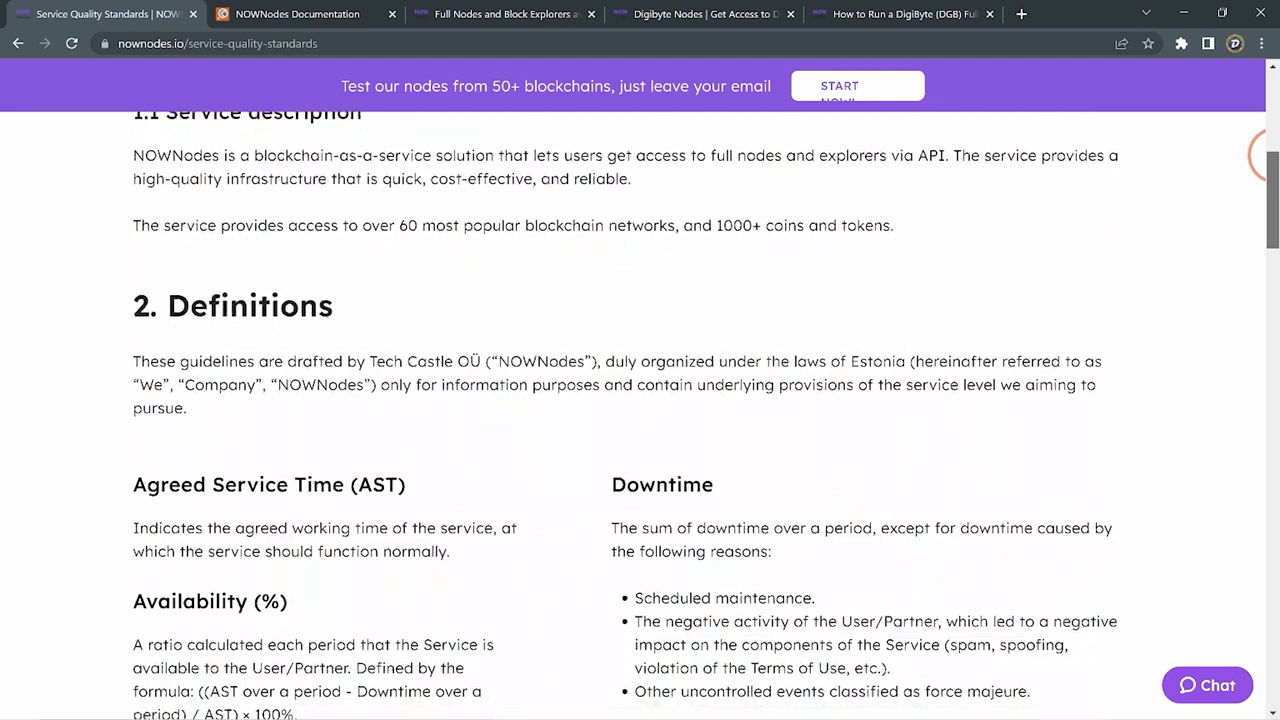 Service Quality Standards | NOW
NOWNodes Documentation
Full Nodes and Block Explorers a
Digibyte Nodes | Get Access to D
How to Run a DigiByte (DGB) Ful
nownodes.io/service-quality-standards
Test our nodes from 50+ blockchains, just leave your email
START
NOW!
1.1 Service description
NOWNodes is a blockchain-as-a-service solution that lets users get access to full nodes and explorers via API. The service provides a
high-quality infrastructure that is quick, cost-effective, and reliable.
The service provides access to over 60 most popular blockchain networks, and 1000+ coins and tokens.
2. Definitions
These guidelines are drafted by Tech Castle OÜ (“NOWNodes”), duly organized under the laws of Estonia (hereinafter referred to as
“We”, “Company”, “NOWNodes”) only for information purposes and contain underlying provisions of the service level we aiming to
pursue.
Agreed Service Time (AST)
Indicates the agreed working time of the service, at
which the service should function normally.
Availability (%)
A ratio calculated each period that the Service is
available to the User/Partner. Defined by the
formula: ((AST over a period - Downtime over a
period) / AST) × 100%.
Downtime
The sum of downtime over a period, except for downtime caused by
the following reasons:
• Scheduled maintenance.
• The negative activity of the User/Partner, which led to a negative
impact on the components of the Service (spam, spoofing,
violation of the Terms of Use, etc.).
• Other uncontrolled events classified as force majeure.
Chat